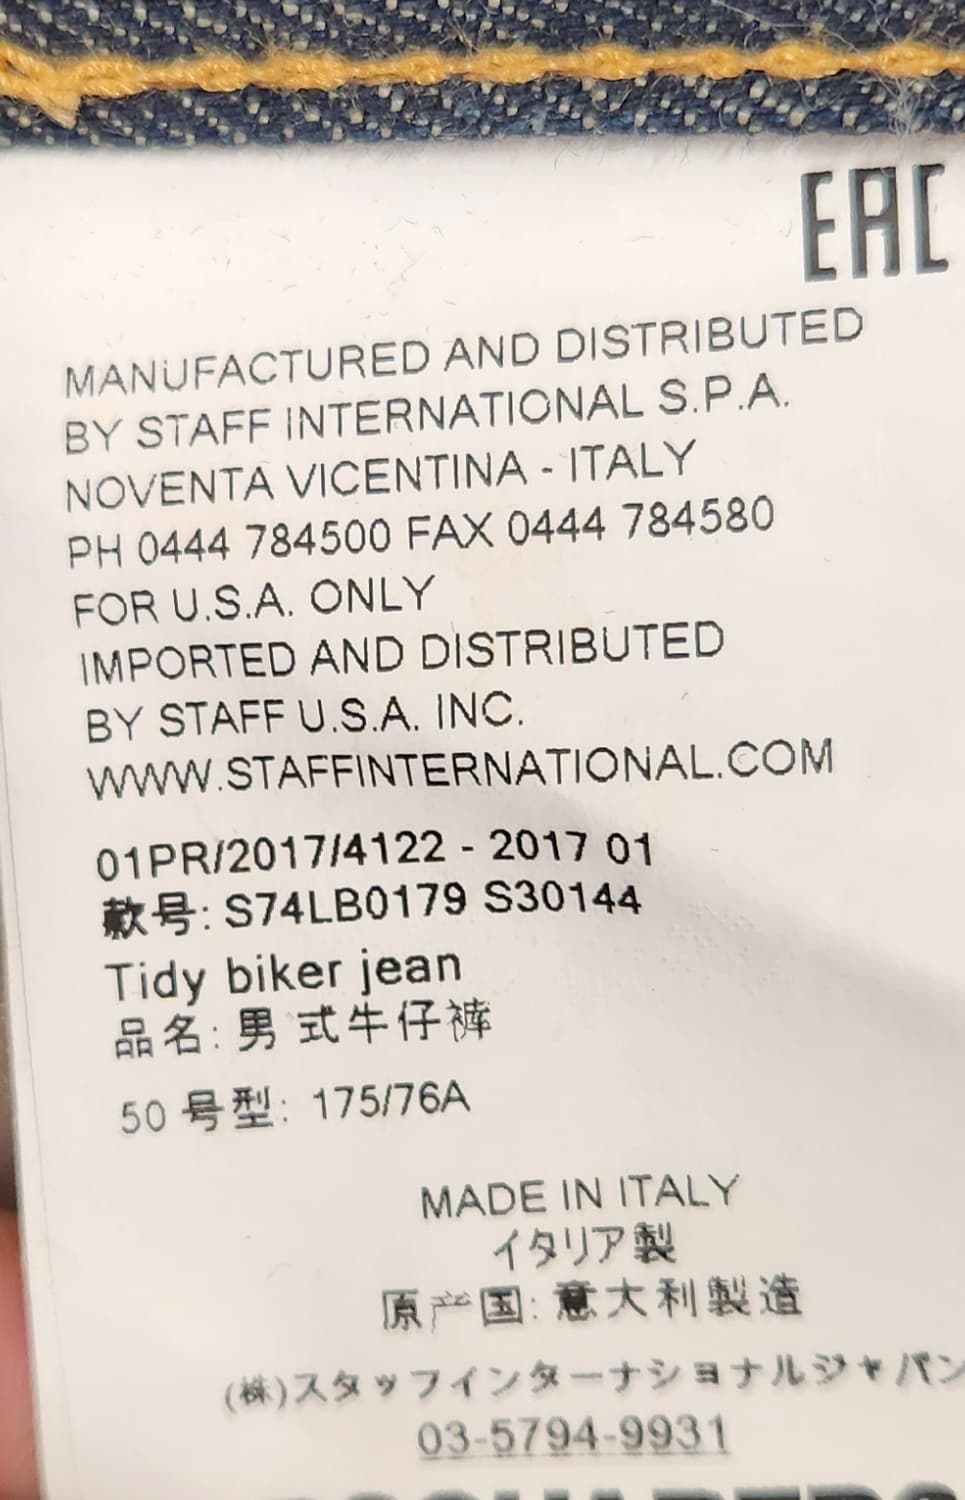 EAC
MANUFACTURED AND DISTRIBUTED
BY STAFF INTERNATIONAL S.P.A.
NOVENTA VICENTINA - ITALY
PH 0444 784500 FAX 0444 784580
FOR U.S.A. ONLY
IMPORTED AND DISTRIBUTED
BY STAFF U.S.A. INC.
WWW.STAFFINTERNATIONAL.COM
01PR/2017/4122 - 2017 01
款号: S74LB0179 S30144
Tidy biker jean
品名: 男式牛仔裤
50 号型: 175/76A
MADE IN ITALY
イタリア製
原产国: 意大利製造
(株)スタッフインターナショナルジャパン
03-5794-9931